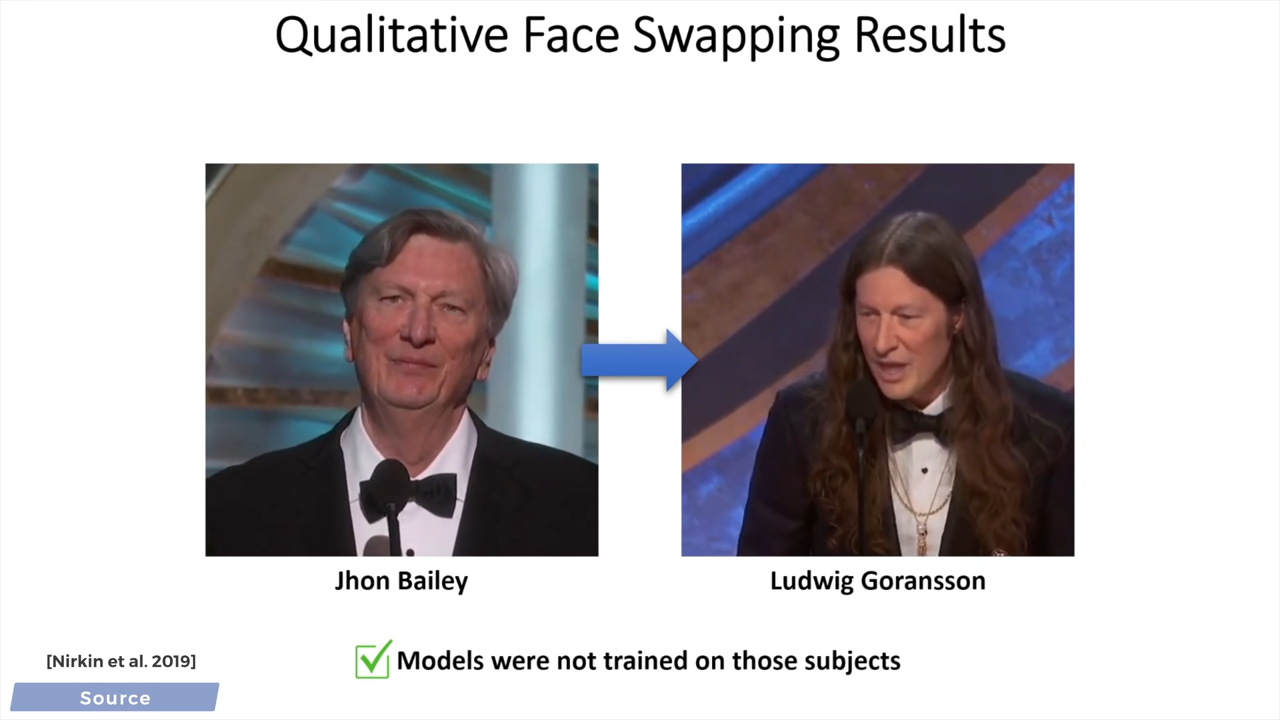 Qualitative Face Swapping Results
Jhon Bailey
Ludwig Goransson
[Nirkin et al. 2019]
Models were not trained on those subjects
Source